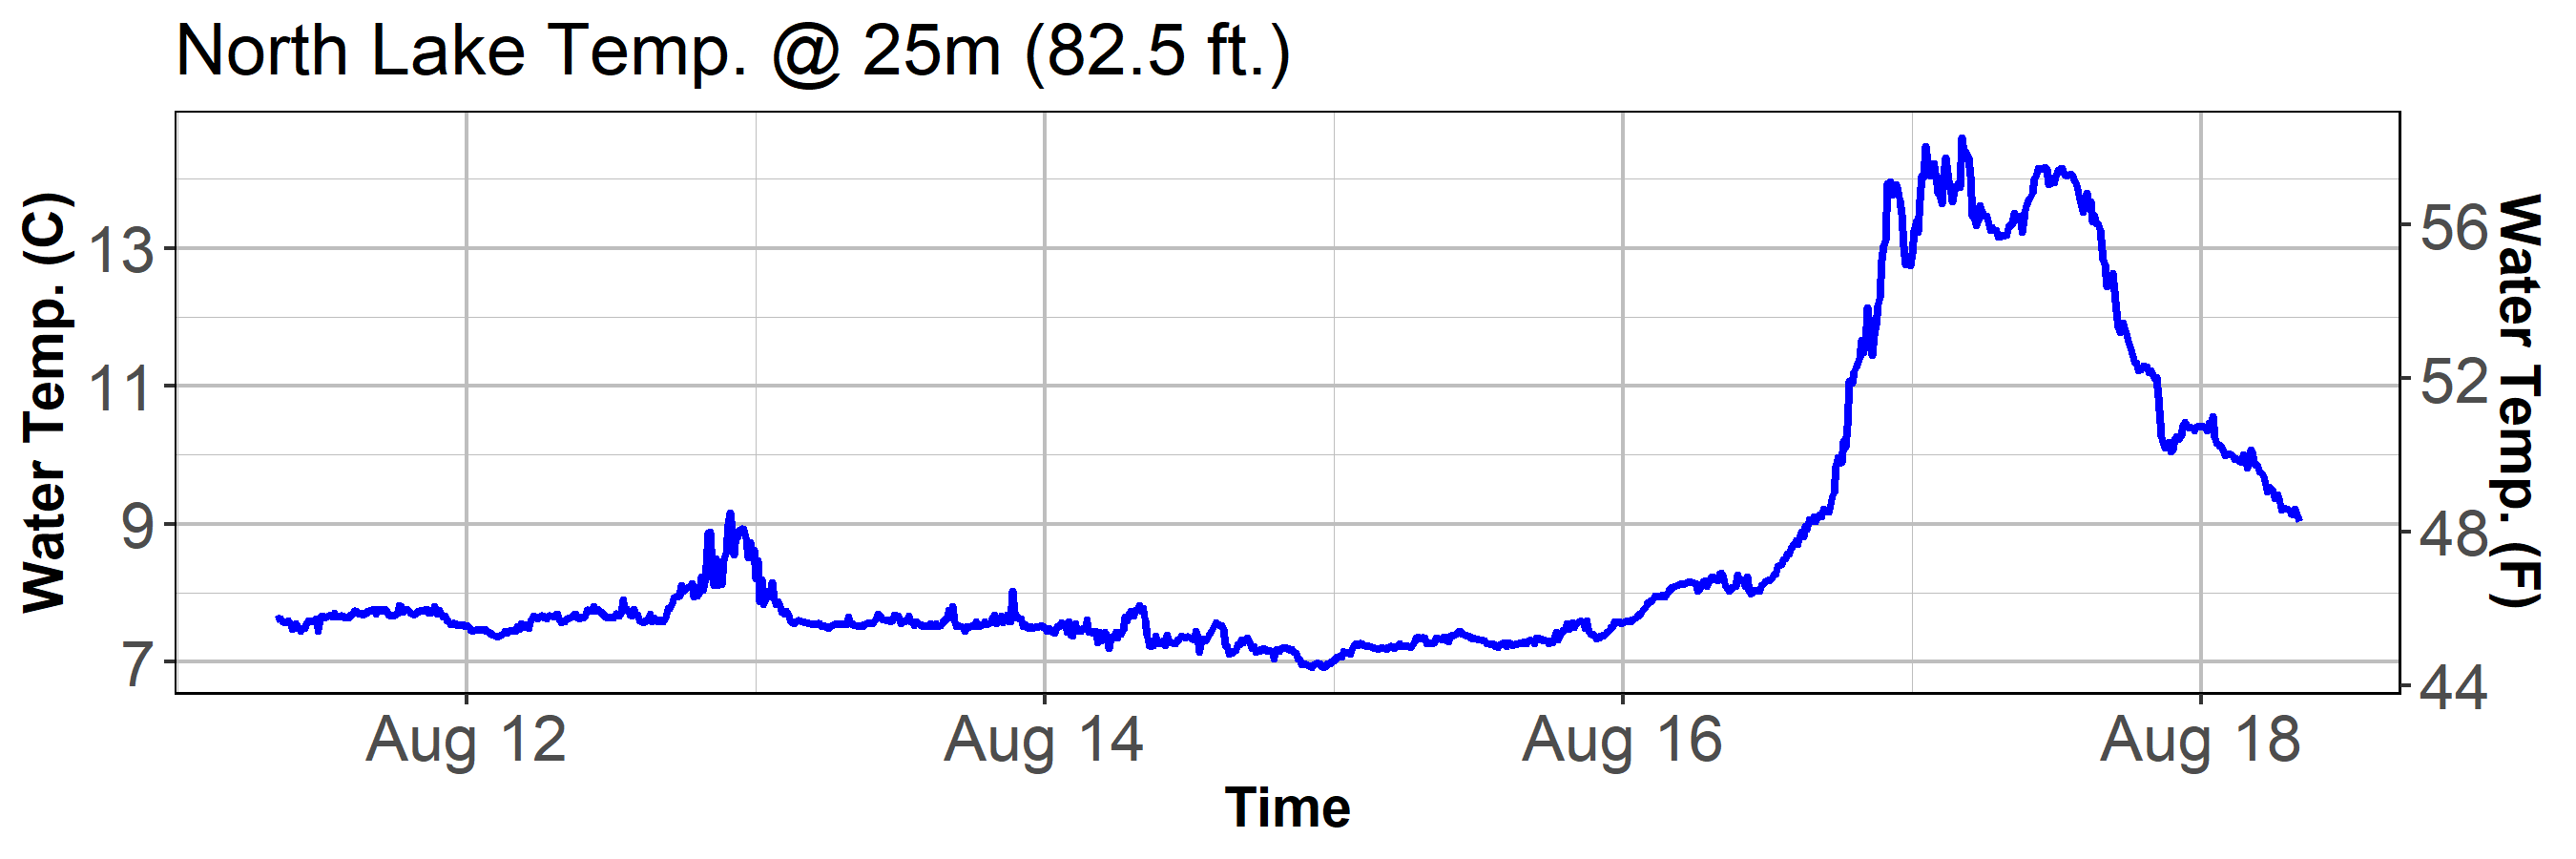 North Lake Temp. @ 25m (82.5 ft.)
Water Temp. (C)
13
11
9
7
56
52
48
44
Water Temp. (F)
Aug 12
Aug 14
Aug 16
Aug 18
Time